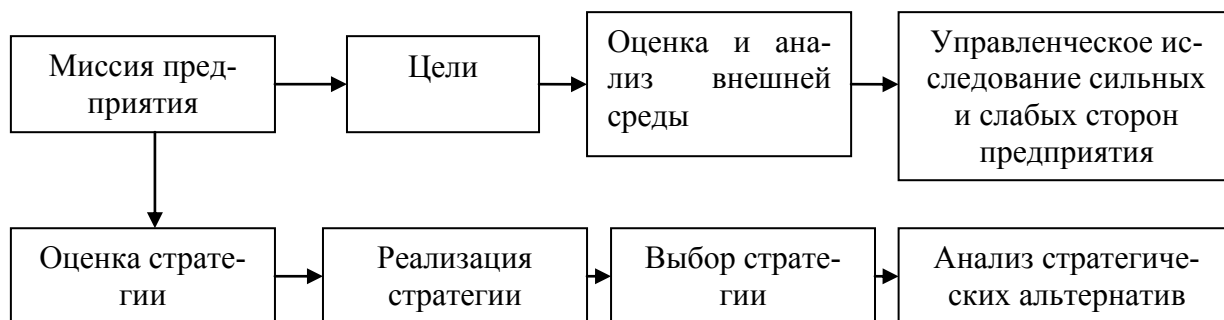 Миссия пред-
приятия
Цели
Оценка и ана-
лиз внешней
среды
Управленческое ис-
следование сильных
и слабых сторон
предприятия
Оценка страте-
гии
Реализация
стратегии
Выбор страте-
гии
Анализ стратегиче-
ских альтернатив